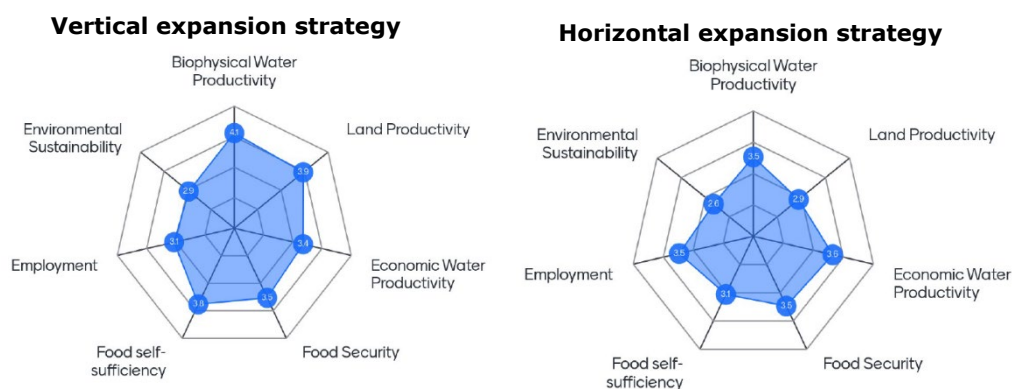 Vertical expansion strategy
Biophysical Water
Productivity
4.1
Environmental
Sustainability
Land Productivity
3.9
2.9
3.1
3.4
Employment
Economic Water
Productivity
3.8
3.5
Food self-
sufficiency
Food Security
Horizontal expansion strategy
Biophysical Water
Productivity
3.5
Environmental
Sustainability
Land Productivity
2.9
2.6
3.5
3.6
Employment
Economic Water
Productivity
3.1
3.5
Food self-
sufficiency
Food Security